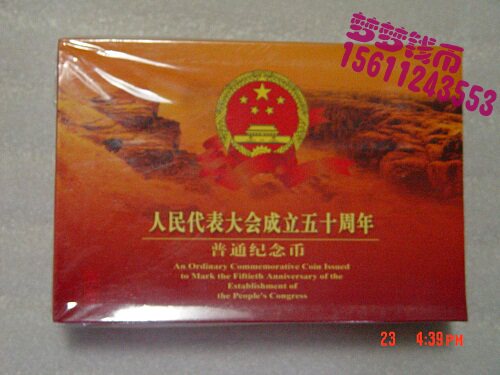 梦梦钱币
15611243553
人民代表大会成立五十周年
普通纪念币
An Ordinary Commemorative Coin Issued
to Mark the Fiftieth Anniversary of the
Establishment of
the People's Congress
23 4:39PM